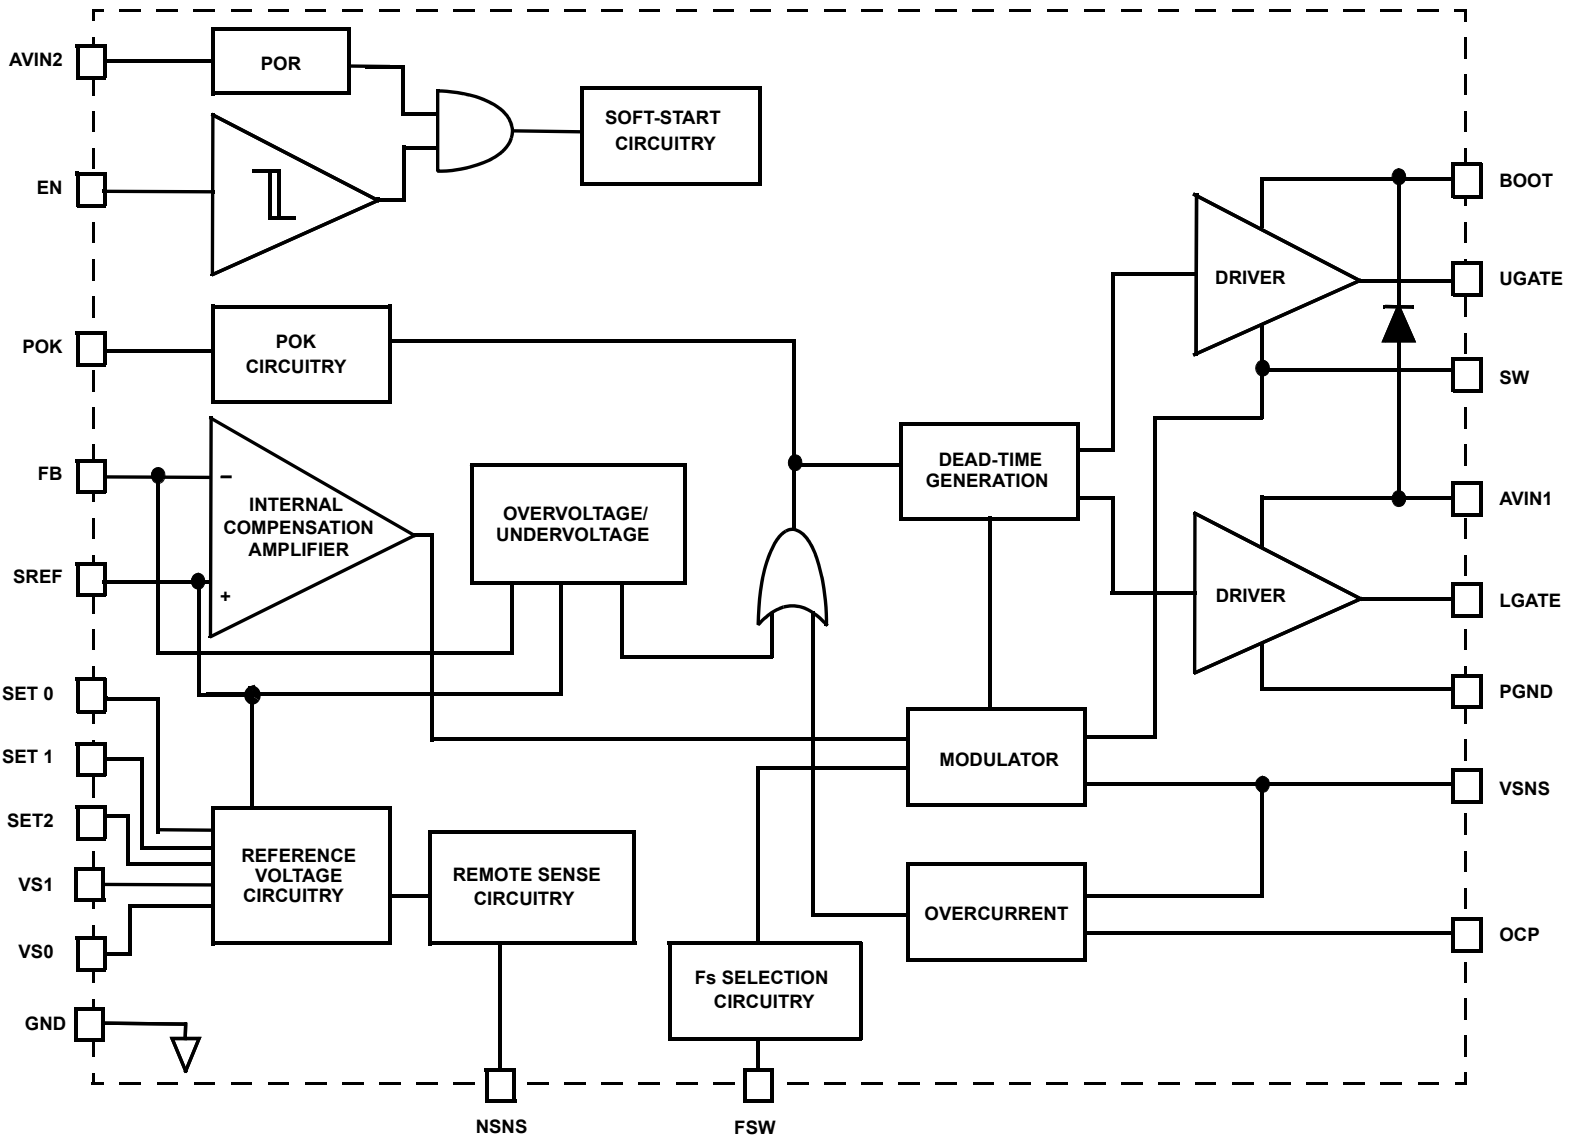 AVIN2
POR
SOFT-START
CIRCUITRY
EN
BOOT
DRIVER
UGATE
POK
POK
CIRCUITRY
SW
FB
−
INTERNAL
COMPENSATION
AMPLIFIER
+
SREF
OVERVOLTAGE/
UNDERVOLTAGE
DEAD-TIME
GENERATION
AVIN1
DRIVER
LGATE
SET 0
PGND
SET 1
MODULATOR
VSNS
SET2
VS1
VS0
REFERENCE
VOLTAGE
CIRCUITRY
REMOTE SENSE
CIRCUITRY
OVERCURRENT
OCP
Fs SELECTION
CIRCUITRY
GND
NSNS
FSW